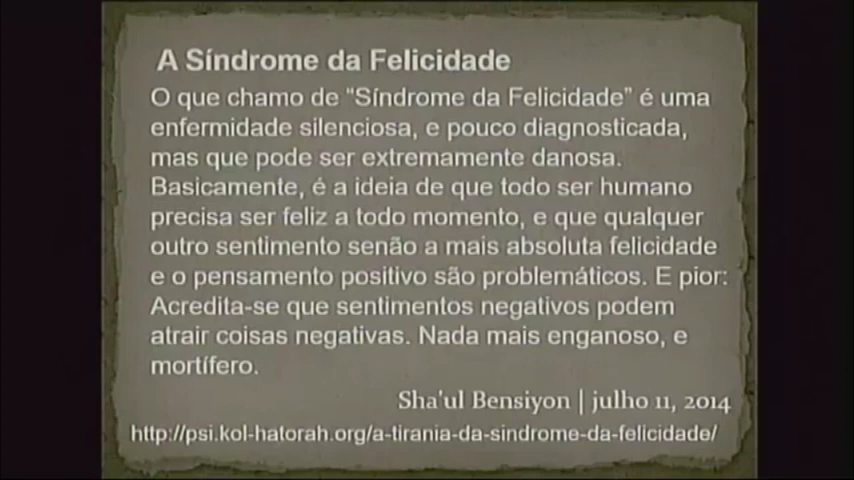 A Síndrome da Felicidade
O que chamo de “Síndrome da Felicidade” é uma
enfermidade silenciosa, e pouco diagnosticada,
mas que pode ser extremamente danosa.
Basicamente, é a ideia de que todo ser humano
precisa ser feliz a todo momento, e que qualquer
outro sentimento senão a mais absoluta felicidade
e o pensamento positivo são problemáticos. E pior:
Acredita-se que sentimentos negativos podem
atrair coisas negativas. Nada mais enganoso, e
mortífero.
Sha'ul Bensiyon | julho 11, 2014
http://psi.kol-hatorah.org/a-tirania-da-sindrome-da-felicidade/